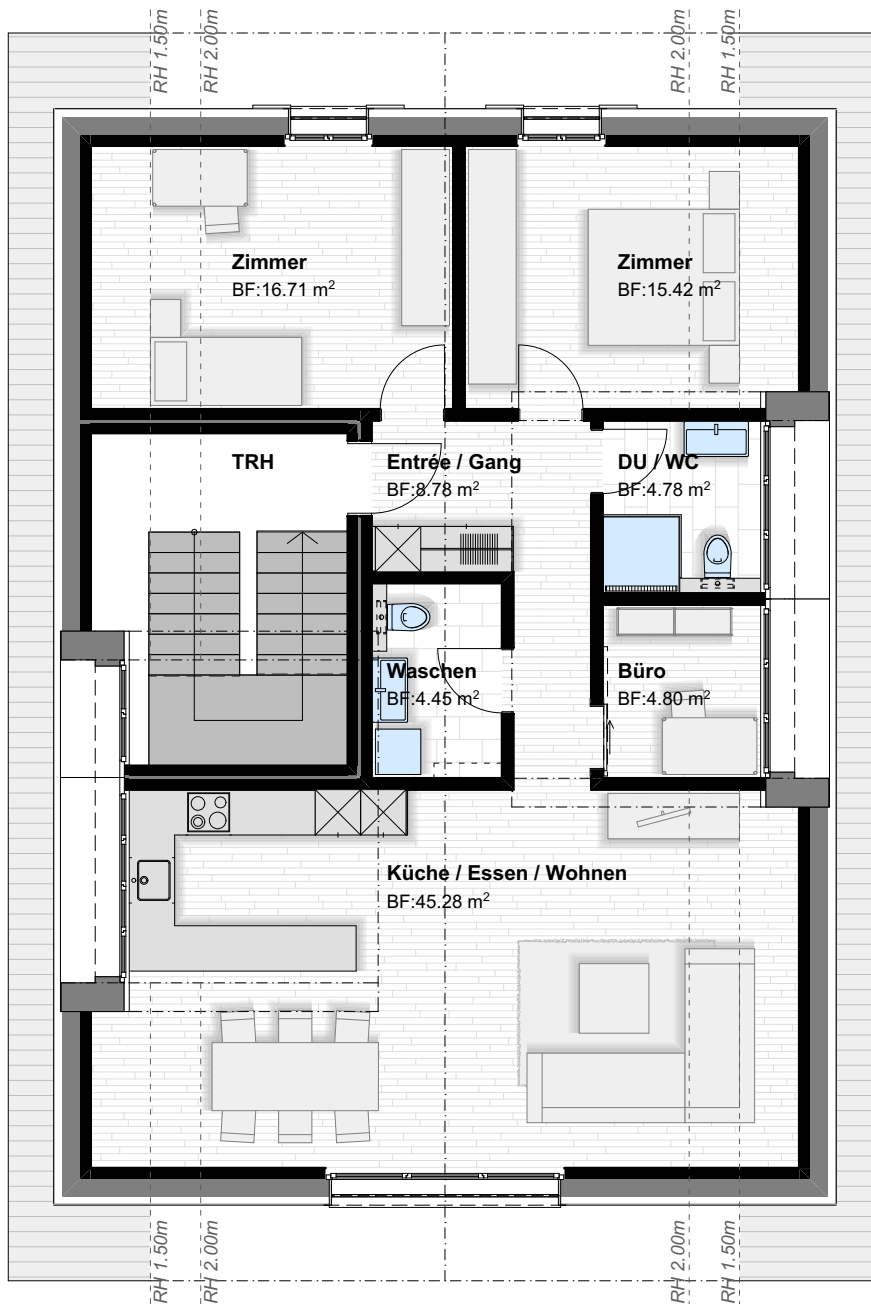 RH 1.50m
RH 2.00m
RH 2.00m
RH 1.50m
Zimmer
BF:16.71 m²
Zimmer
BF:15.42 m²
TRH
Entrée / Gang
BF:8.78 m²
DU / WC
BF:4.78 m²
Waschen
BF:4.45 m²
Büro
BF:4.80 m²
Küche / Essen / Wohnen
BF:45.28 m²
RH 1.50m
RH 2.00m
RH 2.00m
RH 1.50m